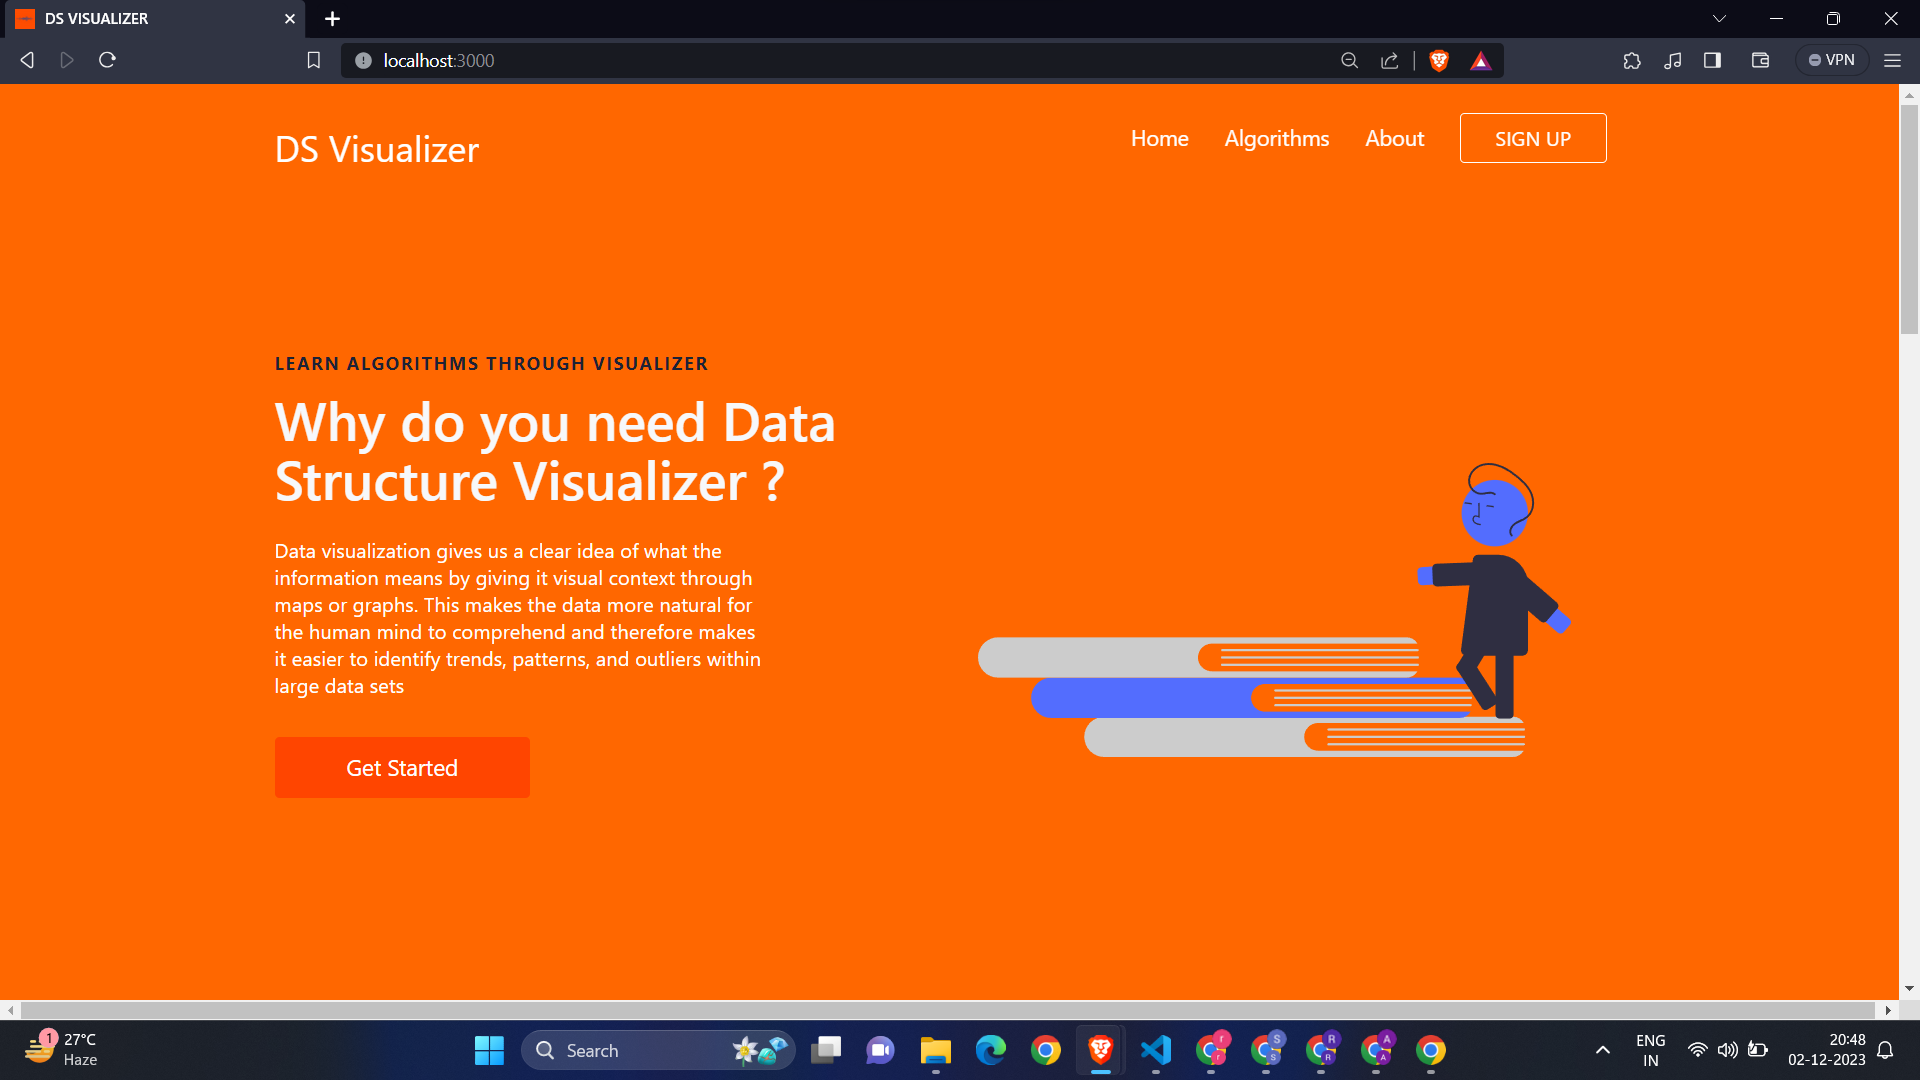 DS VISUALIZER
localhost:3000
VPN
DS Visualizer
Home Algorithms About SIGN UP
LEARN ALGORITHMS THROUGH VISUALIZER
Why do you need Data
Structure Visualizer ?
Data visualization gives us a clear idea of what the
information means by giving it visual context through
maps or graphs. This makes the data more natural for
the human mind to comprehend and therefore makes
it easier to identify trends, patterns, and outliers within
large data sets
Get Started
1
27°C
Haze
Search
r
r
S
S
R
R
A
A
ENG
IN
20:48
02-12-2023